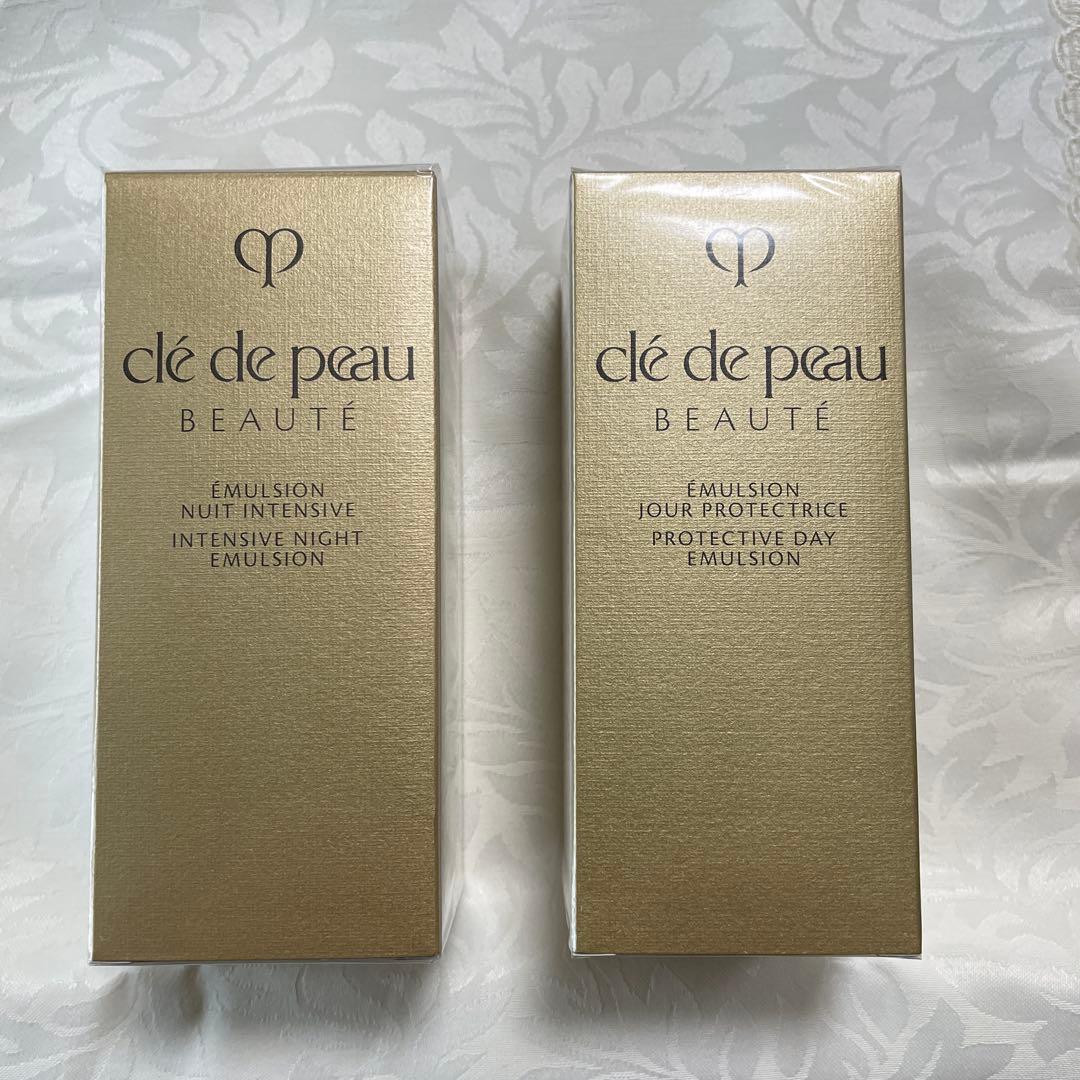 clé de peau
BEAUTÉ
ÉMULSION
NUIT INTENSIVE
INTENSIVE NIGHT
EMULSION
clé de peau
BEAUTÉ
ÉMULSION
JOUR PROTECTRICE
PROTECTIVE DAY
EMULSION